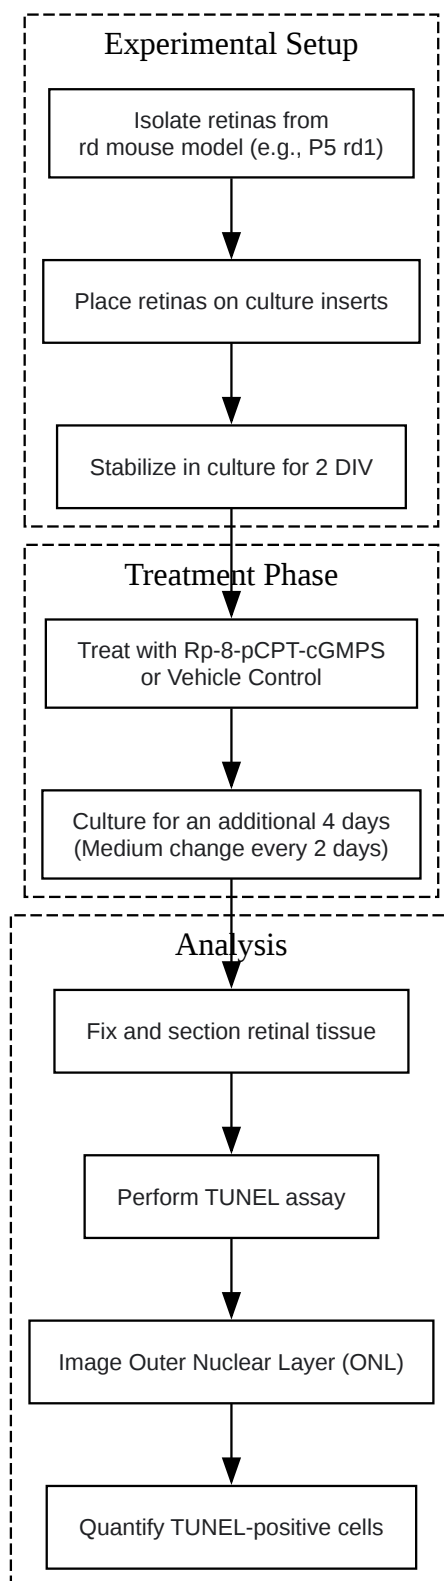 Experimental Setup
Isolate retinas from
rd mouse model (e.g., P5 rd1)
Place retinas on culture inserts
Stabilize in culture for 2 DIV
Treatment Phase
Treat with Rp-8-pCPT-cGMPS
or Vehicle Control
Culture for an additional 4 days
(Medium change every 2 days)
Analysis
Fix and section retinal tissue
Perform TUNEL assay
Image Outer Nuclear Layer (ONL)
Quantify TUNEL-positive cells